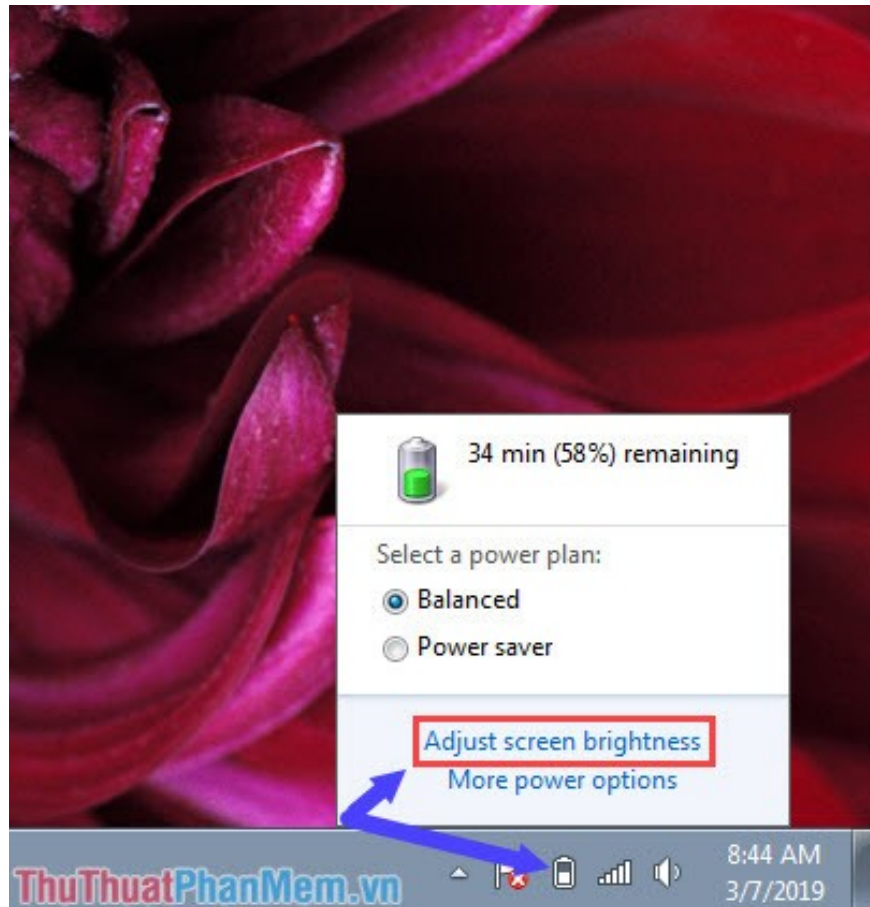 34 min (58%) remaining
Select a power plan:
Balanced
Power saver
Adjust screen brightness
More power options
8:44 AM
3/7/2019
ThuThuatPhanMem.vn